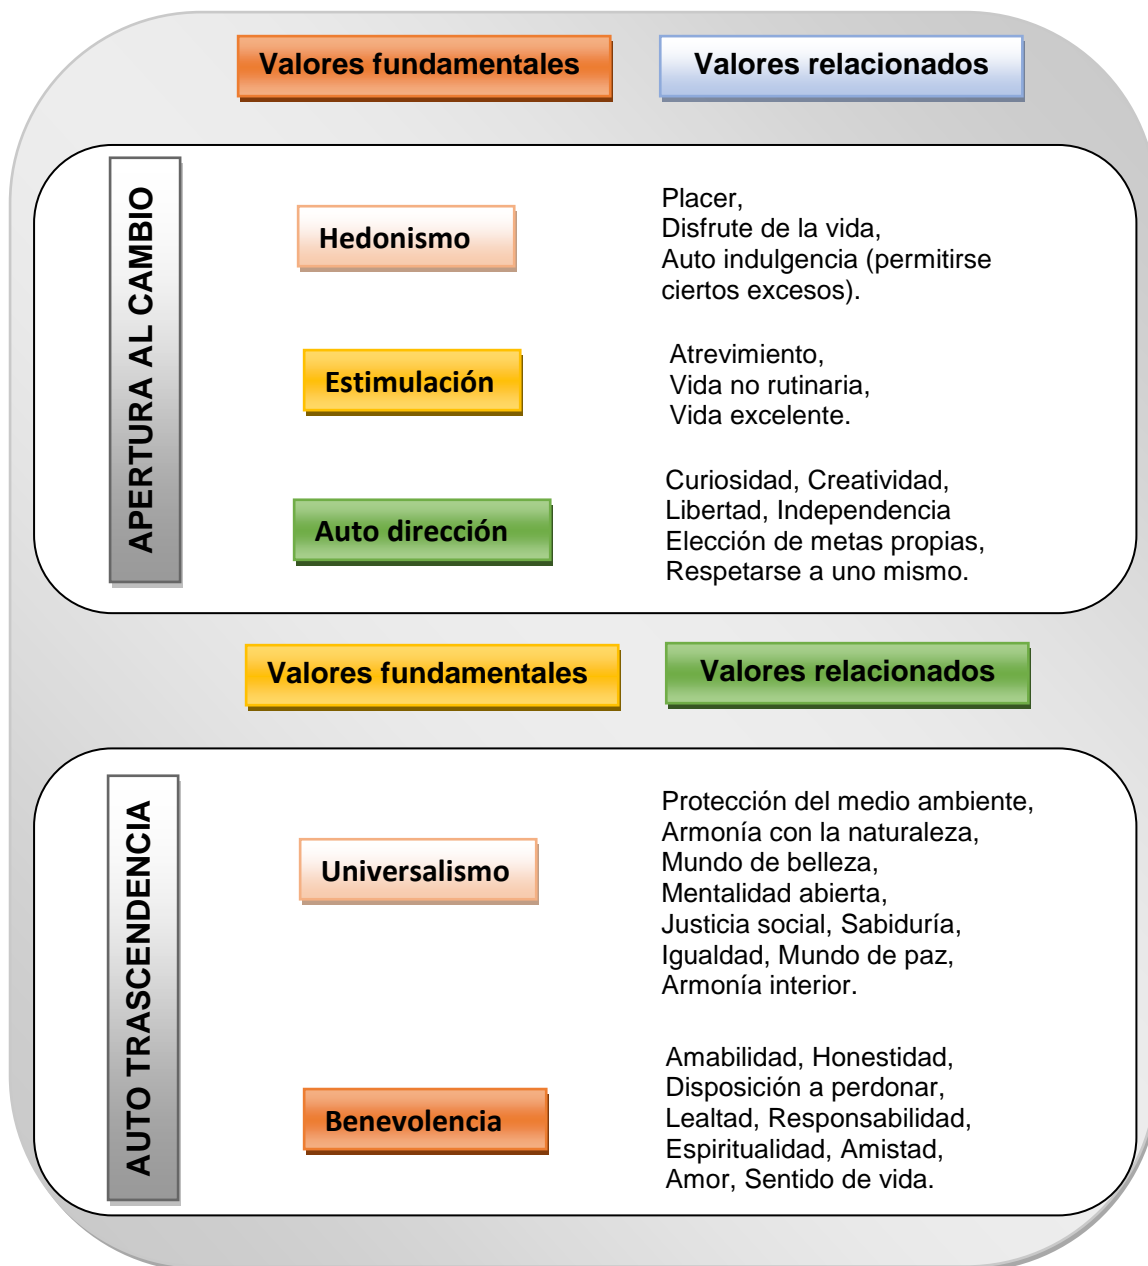 Valores fundamentales
Valores relacionados
APERTURA AL CAMBIO
Hedonismo
Placer,
Disfrute de la vida,
Auto indulgencia (permitirse
ciertos excesos).
Estimulación
Atrevimiento,
Vida no rutinaria,
Vida excelente.
Auto dirección
Curiosidad, Creatividad,
Libertad, Independencia
Elección de metas propias,
Respetarse a uno mismo.
Valores fundamentales
Valores relacionados
AUTO TRASCENDENCIA
Universalismo
Protección del medio ambiente,
Armonía con la naturaleza,
Mundo de belleza,
Mentalidad abierta,
Justicia social, Sabiduría,
Igualdad, Mundo de paz,
Armonía interior.
Benevolencia
Amabilidad, Honestidad,
Disposición a perdonar,
Lealtad, Responsabilidad,
Espiritualidad, Amistad,
Amor, Sentido de vida.